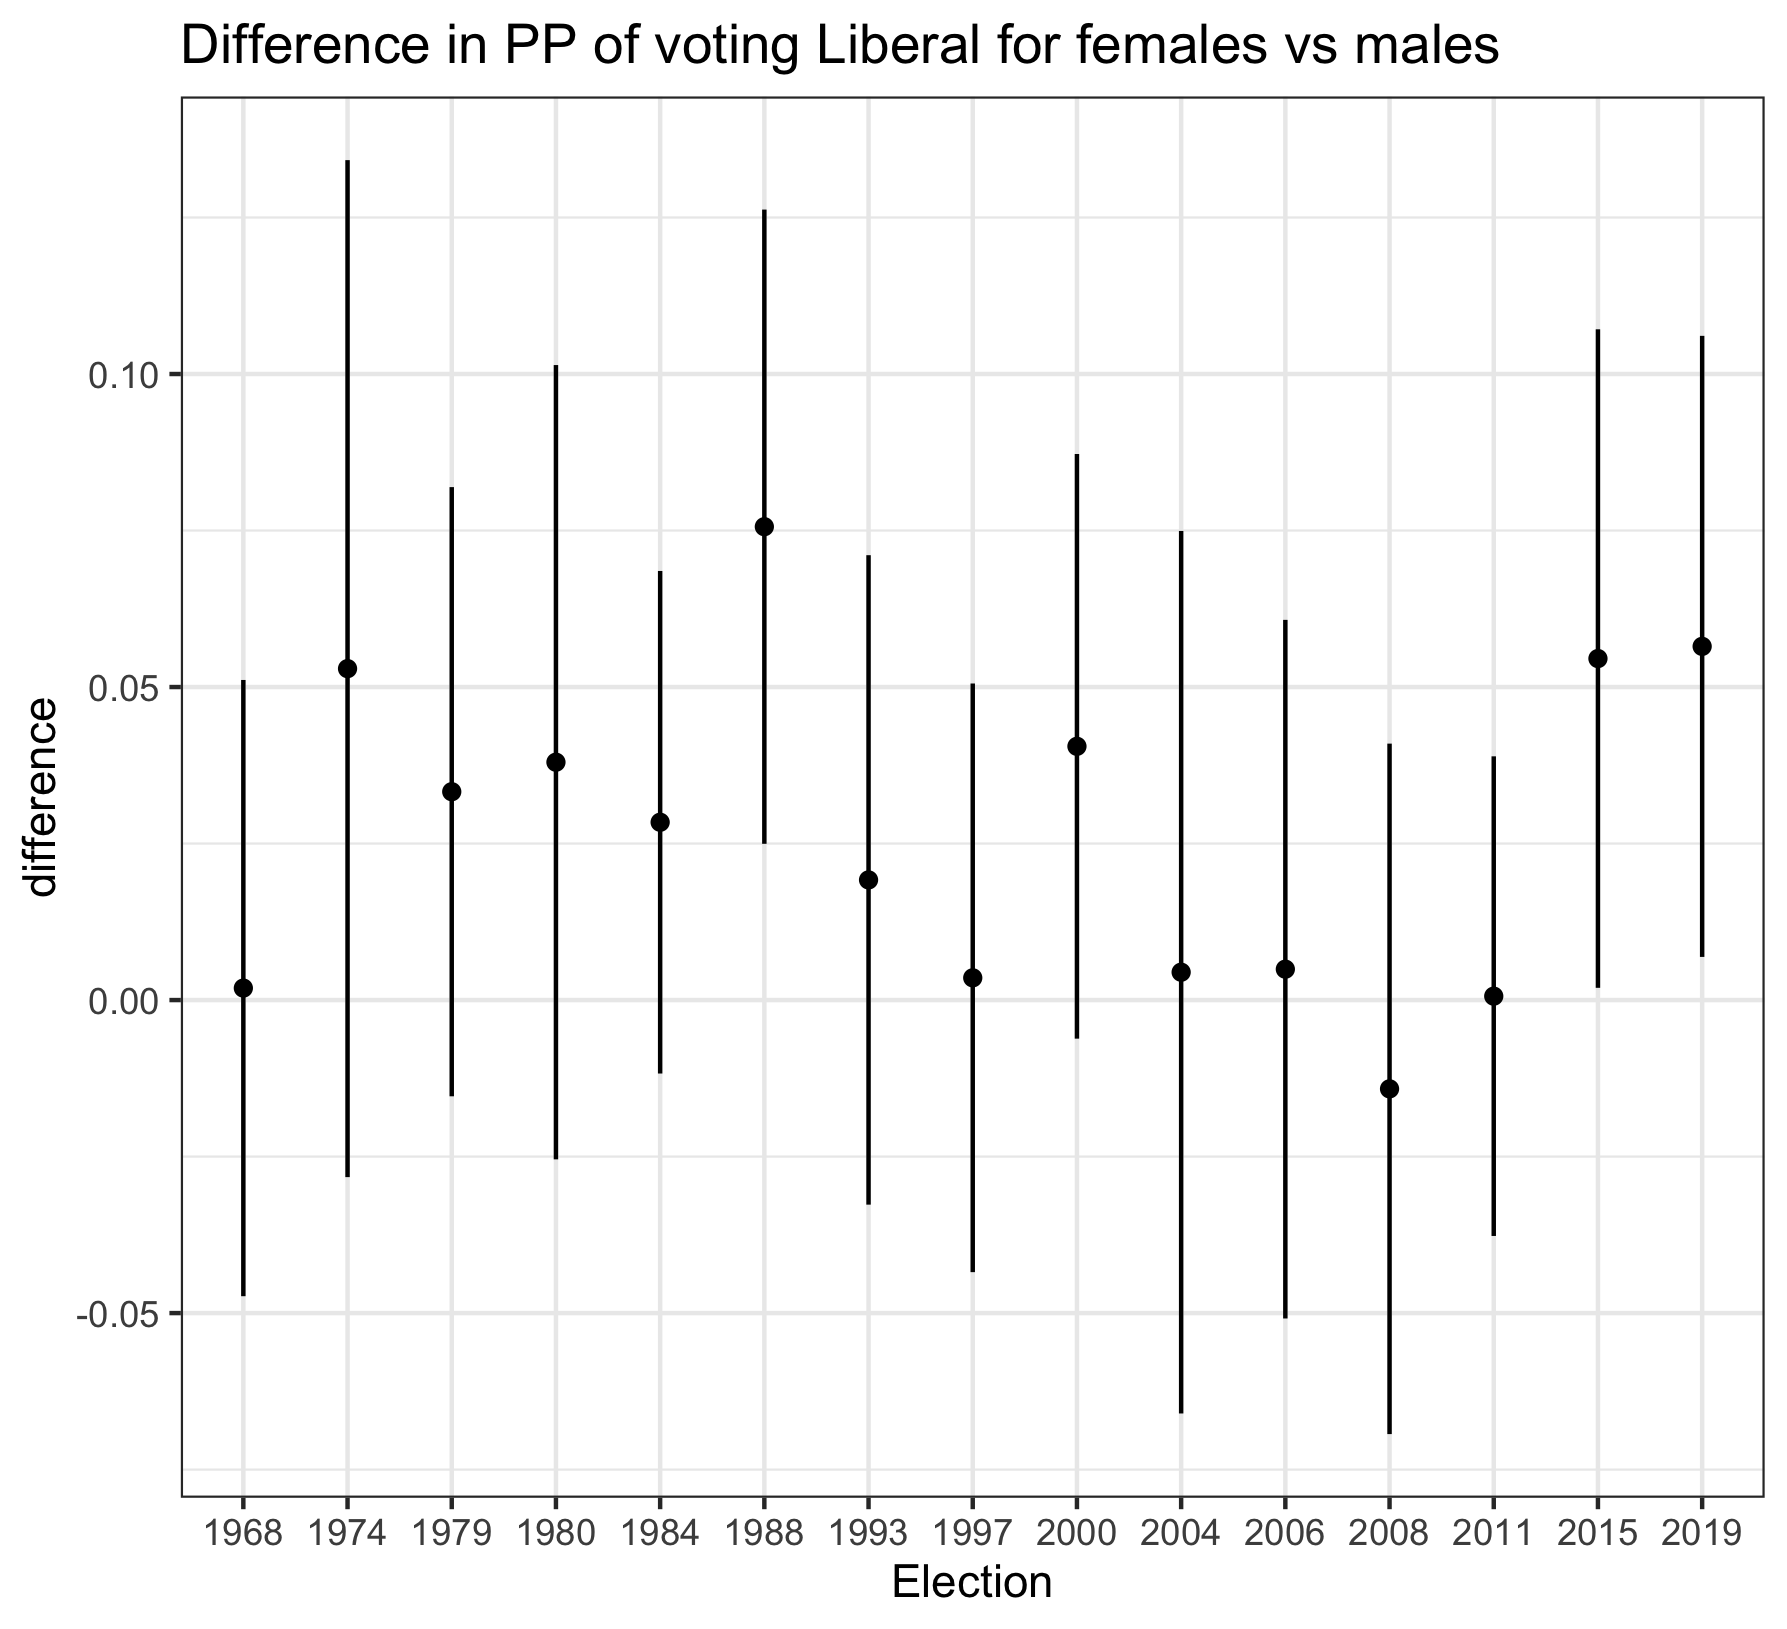 Difference in PP of voting Liberal for females vs males
difference
0.10
0.05
0.00
-0.05
1968 1974 1979 1980 1984 1988 1993 1997 2000 2004 2006 2008 2011 2015 2019
Election